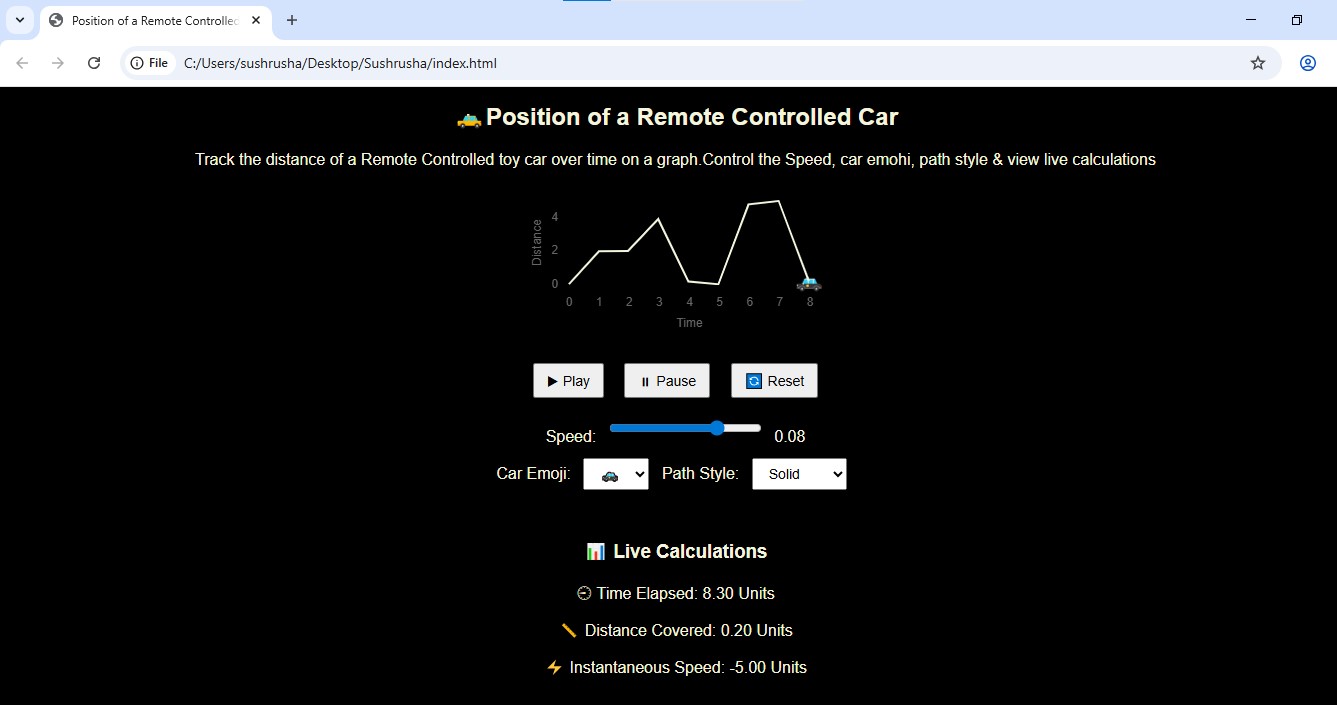 Position of a Remote Controlled
File C:/Users/sushrusha/Desktop/Sushrusha/index.html
Position of a Remote Controlled Car
Track the distance of a Remote Controlled toy car over time on a graph.Control the Speed, car emohi, path style & view live calculations
4
2
0
Distance
0 1 2 3 4 5 6 7 8
Time
Play Pause Reset
Speed: 0.08
Car Emoji: Path Style: Solid
Live Calculations
Time Elapsed: 8.30 Units
Distance Covered: 0.20 Units
Instantaneous Speed: -5.00 Units